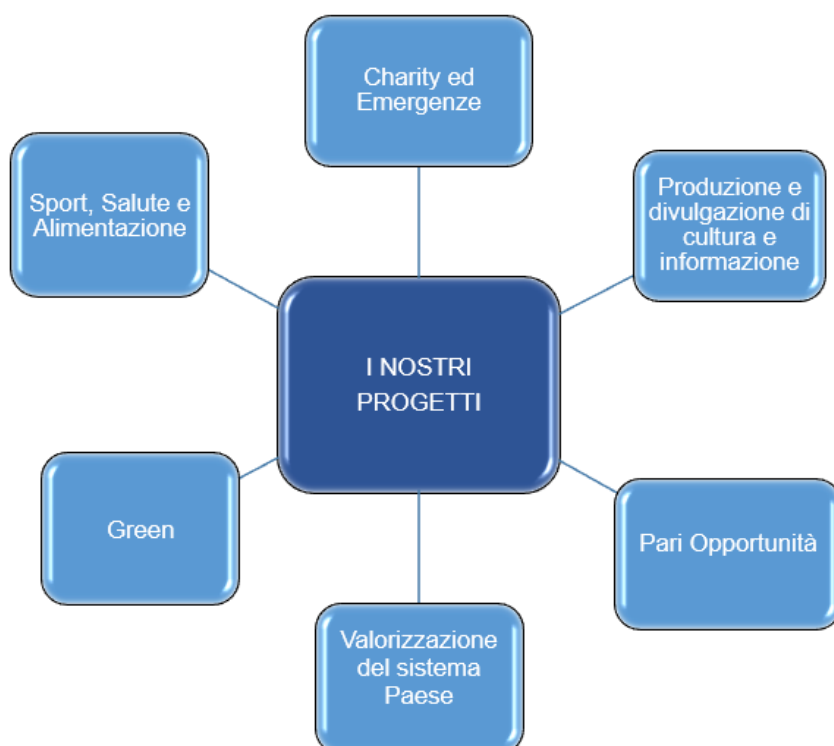 Charity ed
Emergenze
Sport, Salute e
Alimentazione
Produzione e
divulgazione di
cultura e
informazione
I NOSTRI
PROGETTI
Green
Pari Opportunità
Valorizzazione
del sistema
Paese